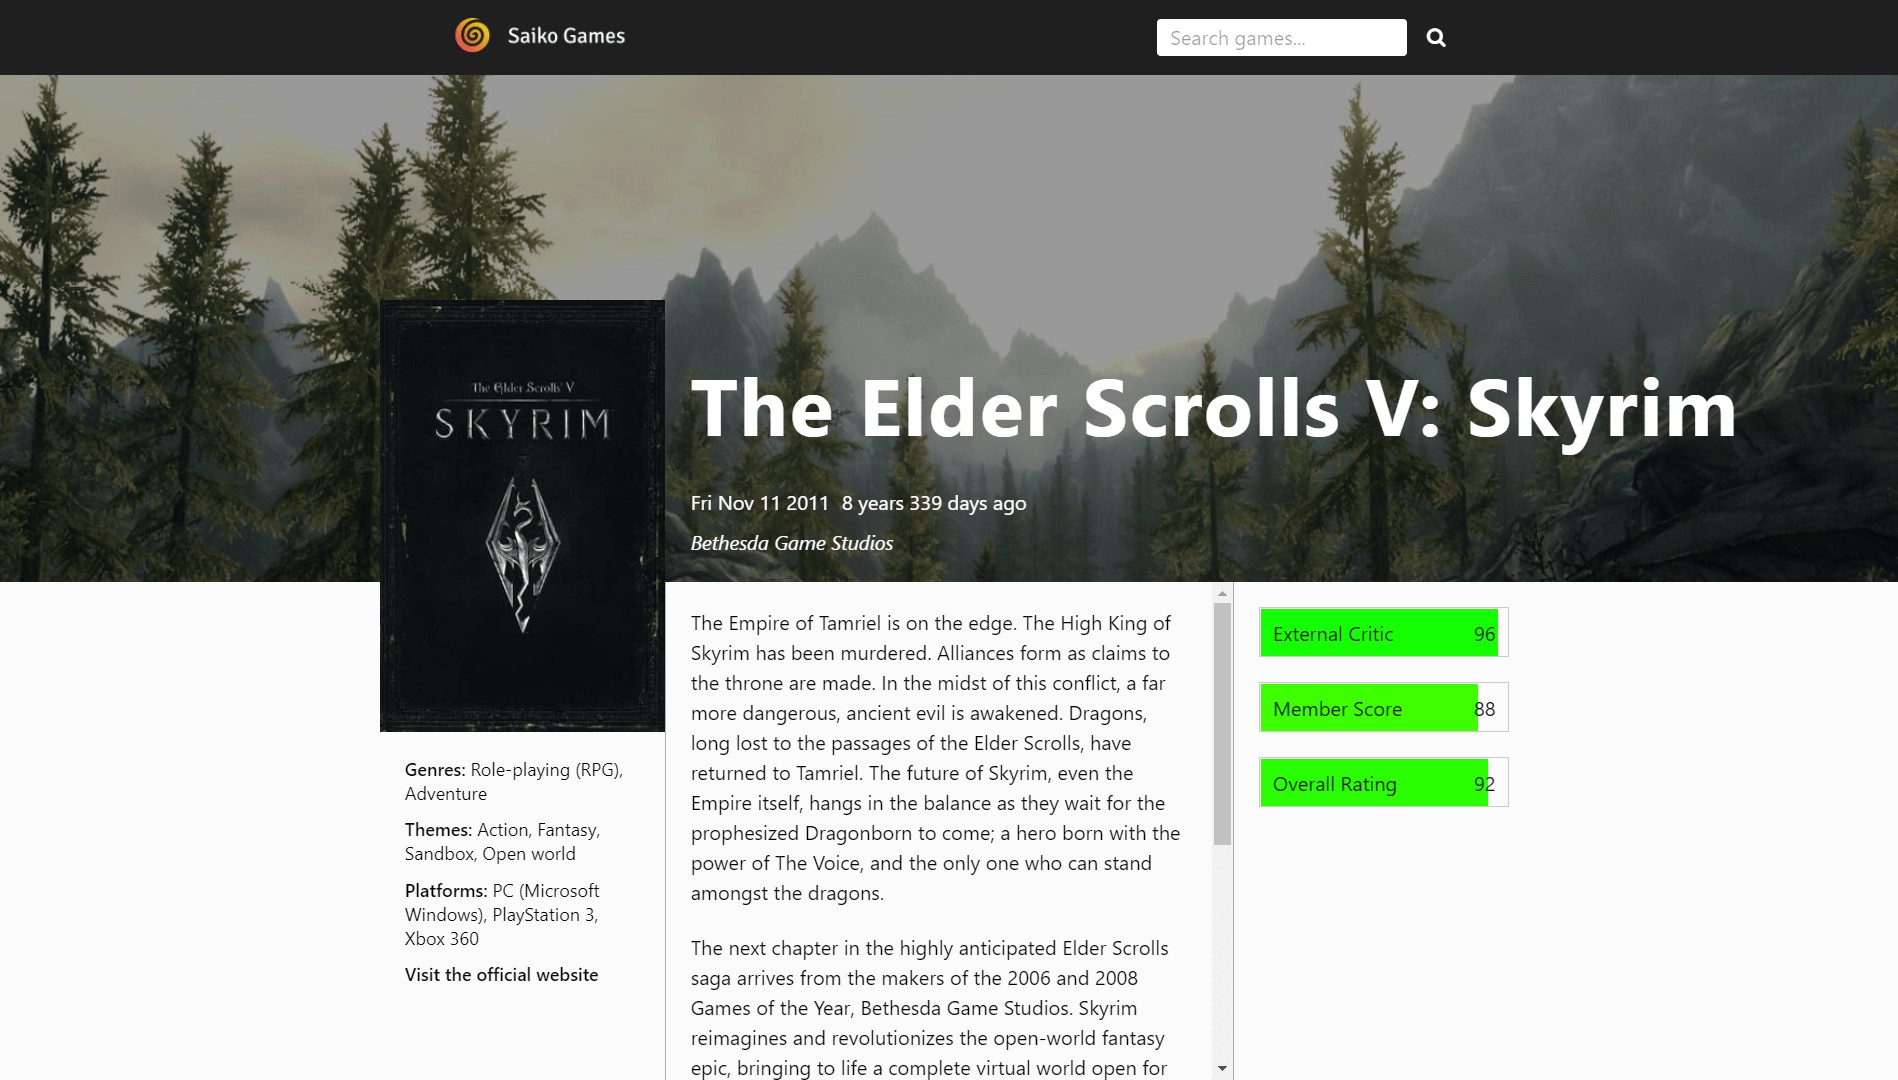 Saiko Games
Search games...
The Elder Scrolls V
SKYRIM
The Elder Scrolls V: Skyrim
Fri Nov 11 2011 8 years 339 days ago
Bethesda Game Studios
Genres: Role-playing (RPG),
Adventure
Themes: Action, Fantasy,
Sandbox, Open world
Platforms: PC (Microsoft
Windows), PlayStation 3,
Xbox 360
Visit the official website
The Empire of Tamriel is on the edge. The High King of
Skyrim has been murdered. Alliances form as claims to
the throne are made. In the midst of this conflict, a far
more dangerous, ancient evil is awakened. Dragons,
long lost to the passages of the Elder Scrolls, have
returned to Tamriel. The future of Skyrim, even the
Empire itself, hangs in the balance as they wait for the
prophesized Dragonborn to come; a hero born with the
power of The Voice, and the only one who can stand
amongst the dragons.
The next chapter in the highly anticipated Elder Scrolls
saga arrives from the makers of the 2006 and 2008
Games of the Year, Bethesda Game Studios. Skyrim
reimagines and revolutionizes the open-world fantasy
epic, bringing to life a complete virtual world open for
External Critic 96
Member Score 88
Overall Rating 92